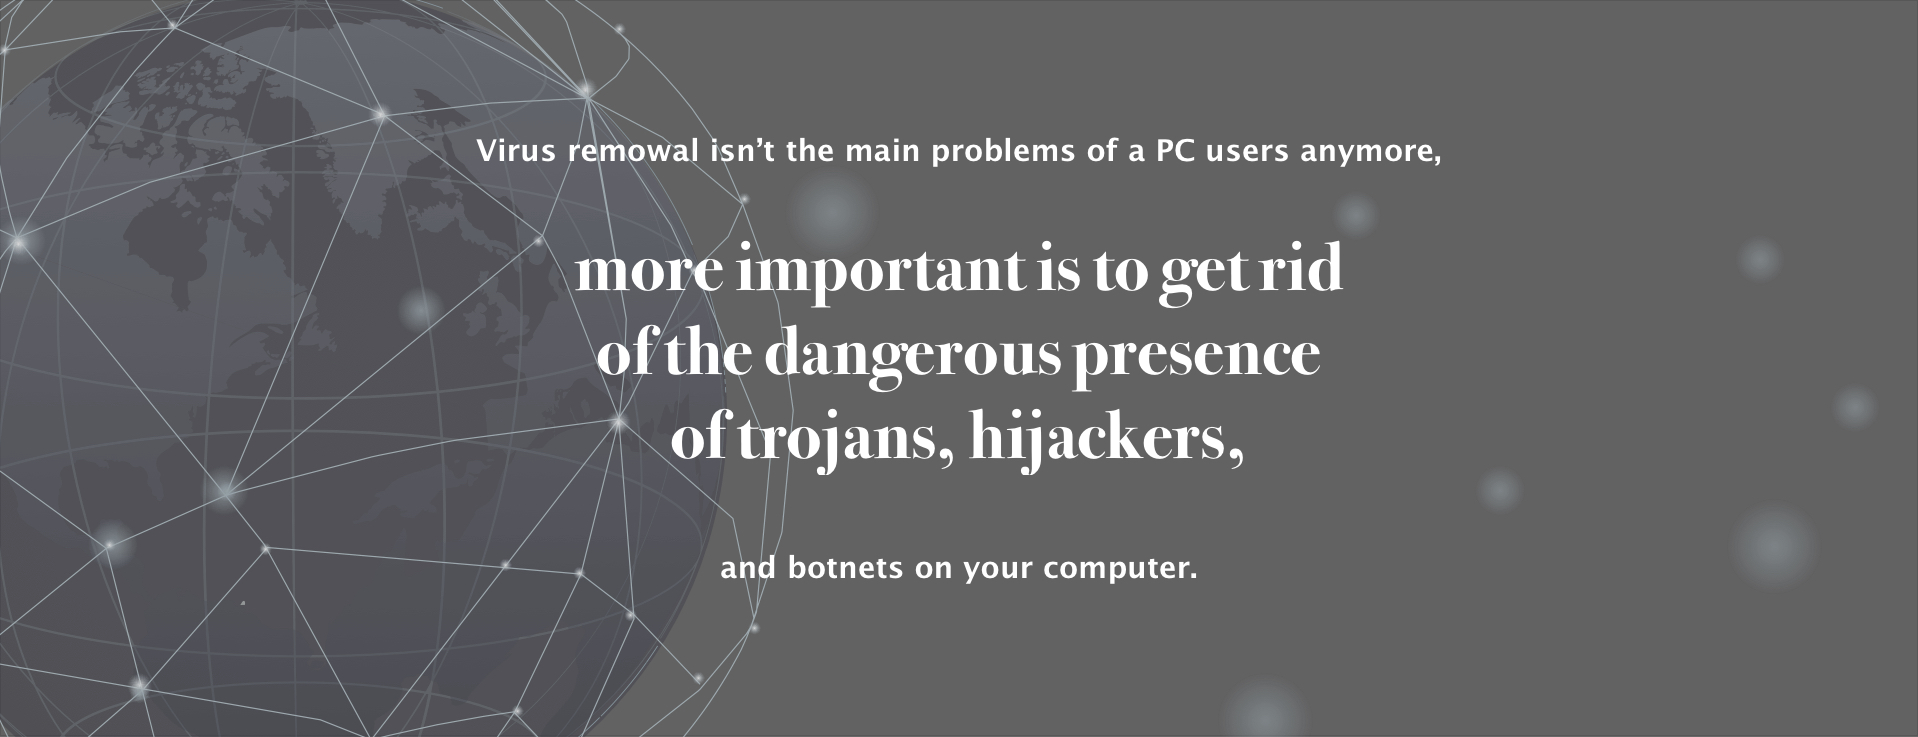 Virus remowal isn’t the main problems of a PC users anymore,
more important is to get rid
of the dangerous presence
of trojans, hijackers,
and botnets on your computer.